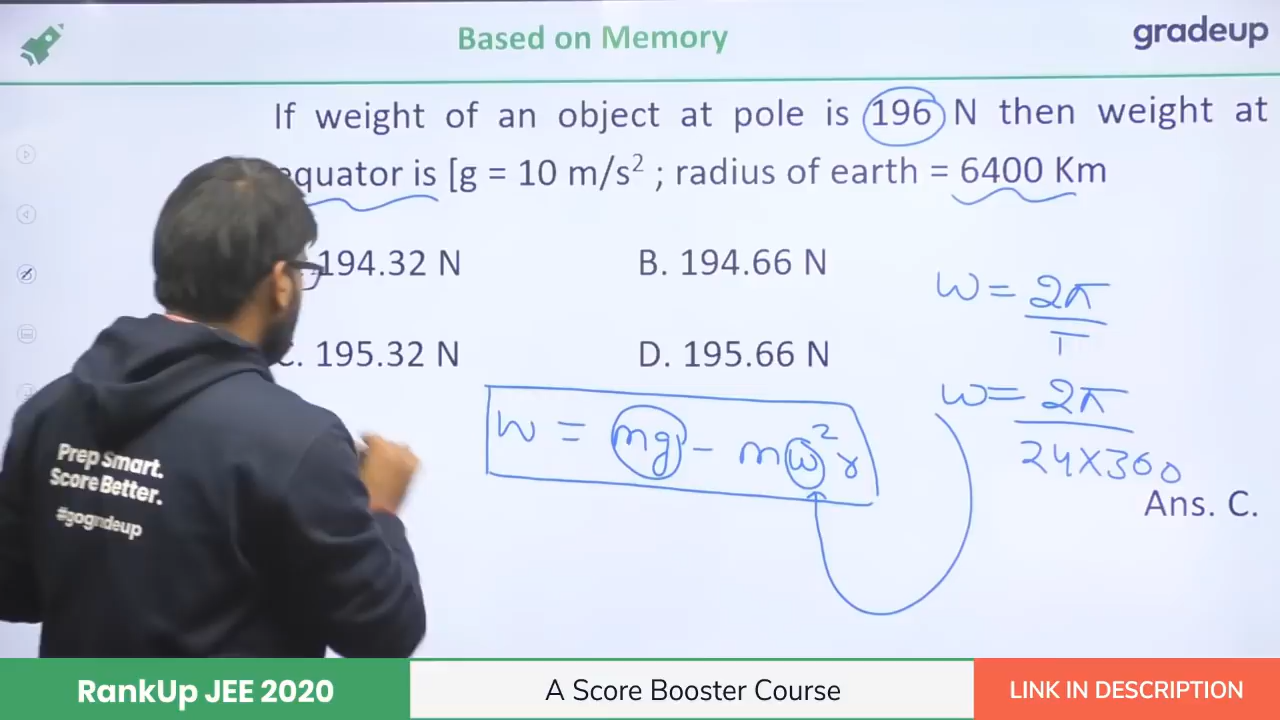 Based on Memory
gradeup
If weight of an object at pole is 196 N then weight at
equator is [g = 10 m/s² ; radius of earth = 6400 Km
194.32 N
B. 194.66 N
C. 195.32 N
D. 195.66 N
ω = 2π/T
ω = 2π/24×360
W = mg - mω²r
Ans. C.
Prep Smart.
Score Better.
#gogradeup
RankUp JEE 2020
A Score Booster Course
LINK IN DESCRIPTION